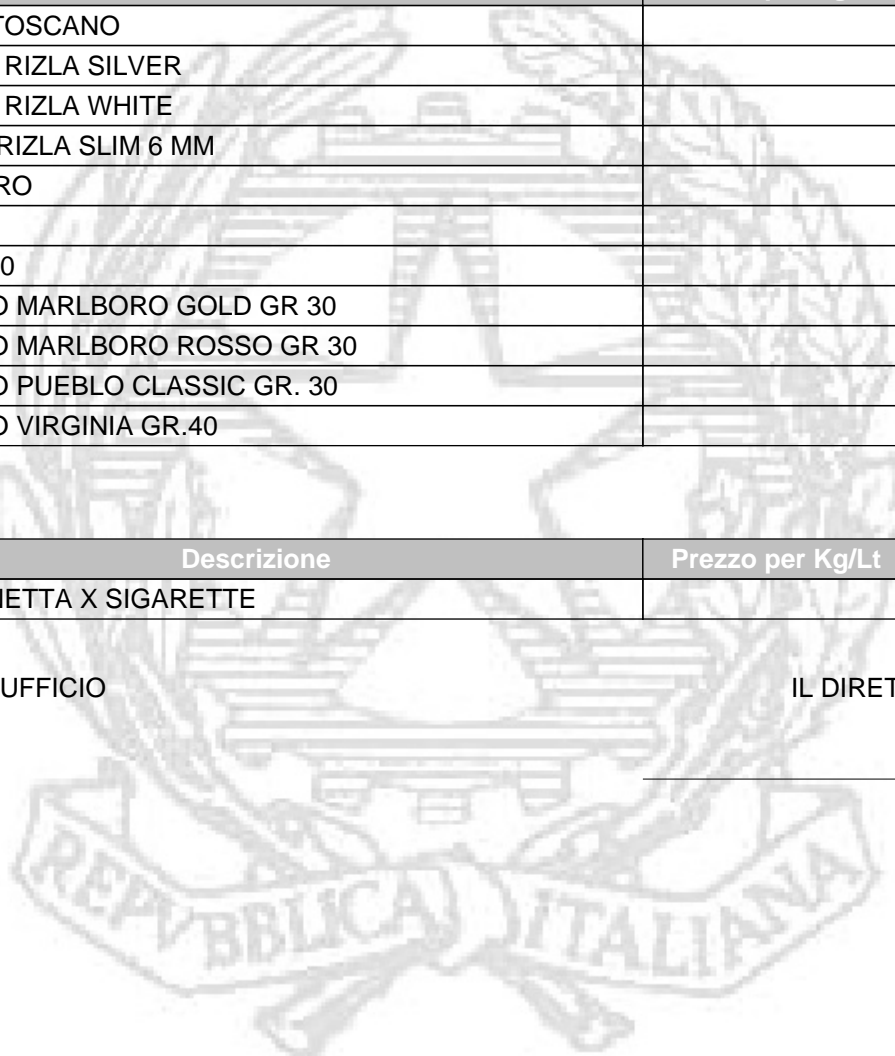 TOSCANO
RIZLA SILVER
RIZLA WHITE
RIZLA SLIM 6 MM
RO
0
O MARLBORO GOLD GR 30
O MARLBORO ROSSO GR 30
O PUEBLO CLASSIC GR. 30
O VIRGINIA GR.40
Descrizione Prezzo per Kg/Lt
NETTA X SIGARETTE
UFFICIO IL DIRET
REPVBBLICA ITALIANA